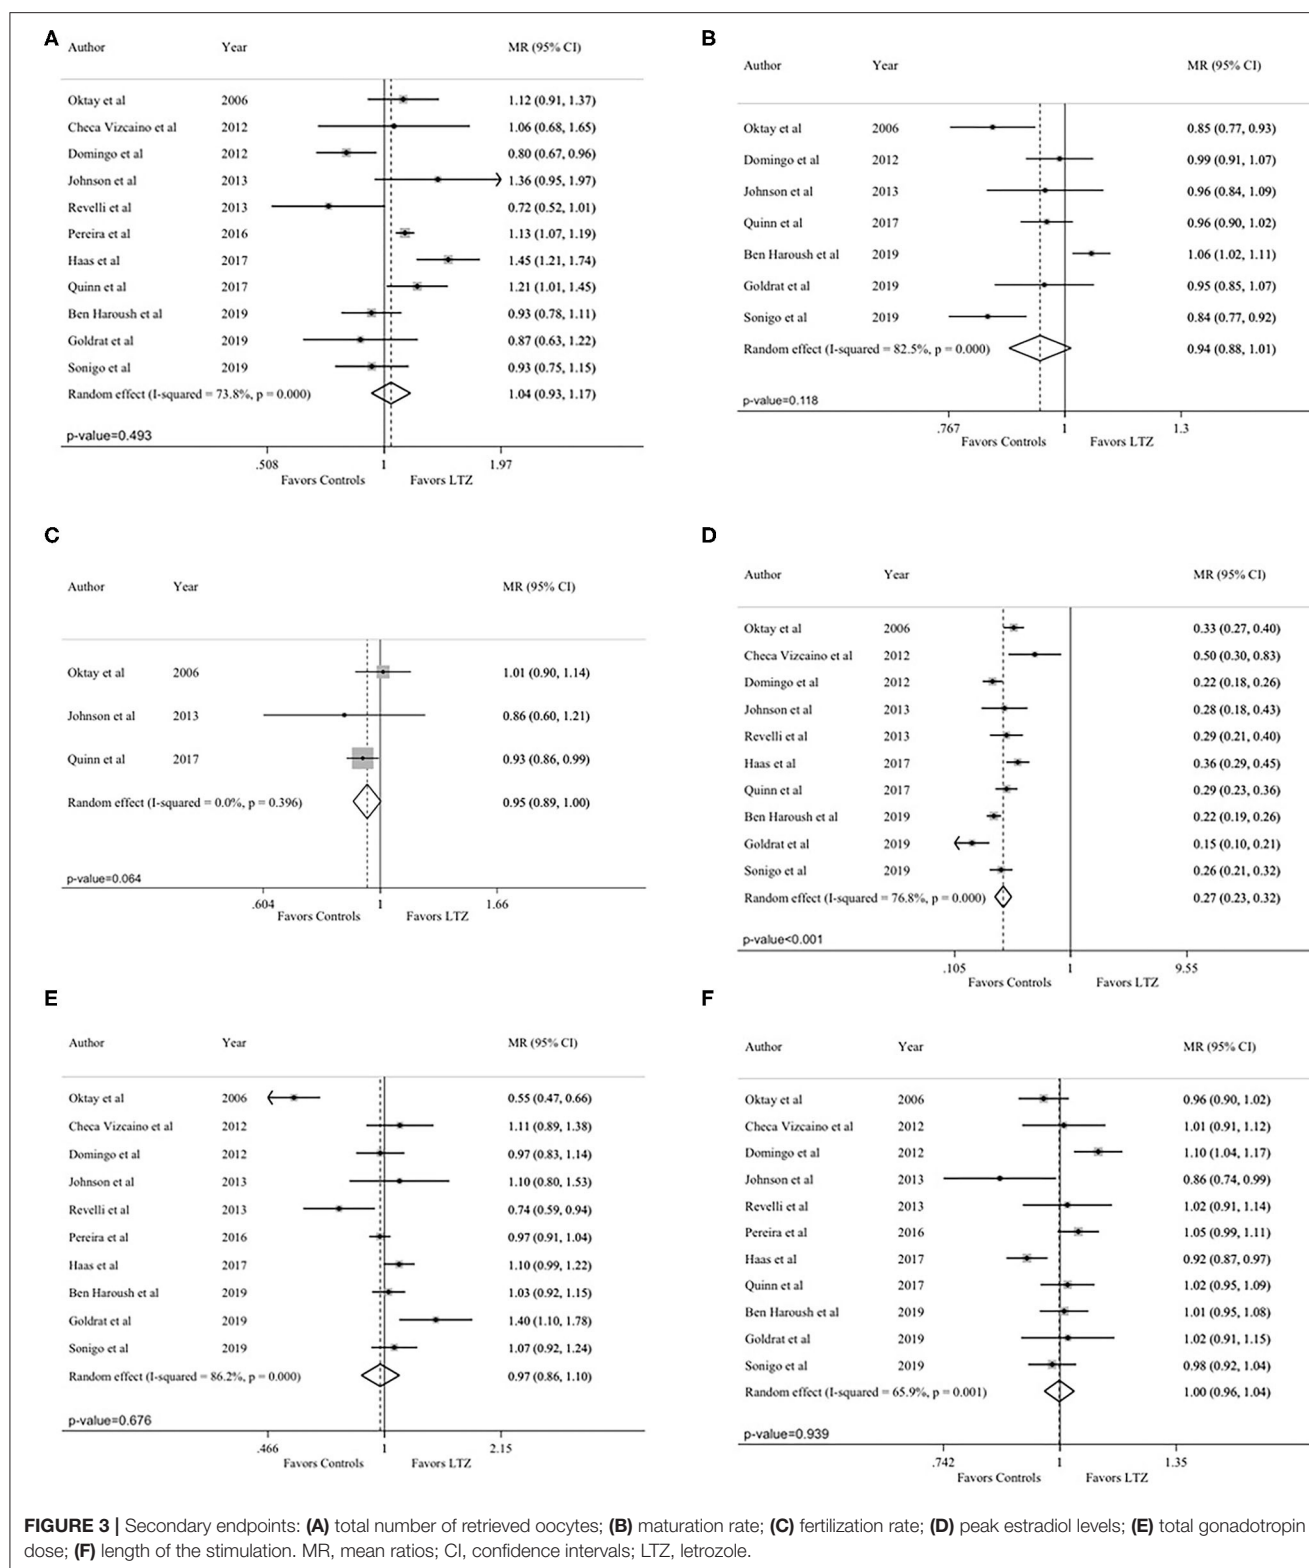 A
Author Year MR (95% CI)
Oktay et al 2006 1.12 (0.91, 1.37)
Checa Vizcaino et al 2012 1.06 (0.68, 1.65)
Domingo et al 2012 0.80 (0.67, 0.96)
Johnson et al 2013 1.36 (0.95, 1.97)
Revelli et al 2013 0.72 (0.52, 1.01)
Pereira et al 2016 1.13 (1.07, 1.19)
Haas et al 2017 1.45 (1.21, 1.74)
Quinn et al 2017 1.21 (1.01, 1.45)
Ben Haroush et al 2019 0.93 (0.78, 1.11)
Goldrat et al 2019 0.87 (0.63, 1.22)
Sonigo et al 2019 0.93 (0.75, 1.15)
Random effect (I-squared = 73.8%, p = 0.000) 1.04 (0.93, 1.17)
p-value=0.493
.508 1 1.97
Favors Controls Favors LTZ
B
Author Year MR (95% CI)
Oktay et al 2006 0.85 (0.77, 0.93)
Domingo et al 2012 0.99 (0.91, 1.07)
Johnson et al 2013 0.96 (0.84, 1.09)
Quinn et al 2017 0.96 (0.90, 1.02)
Ben Haroush et al 2019 1.06 (1.02, 1.11)
Goldrat et al 2019 0.95 (0.85, 1.07)
Sonigo et al 2019 0.84 (0.77, 0.92)
Random effect (I-squared = 82.5%, p = 0.000) 0.94 (0.88, 1.01)
p-value=0.118
.767 1 1.3
Favors Controls Favors LTZ
C
Author Year MR (95% CI)
Oktay et al 2006 1.01 (0.90, 1.14)
Johnson et al 2013 0.86 (0.60, 1.21)
Quinn et al 2017 0.93 (0.86, 0.99)
Random effect (I-squared = 0.0%, p = 0.396) 0.95 (0.89, 1.00)
p-value=0.064
.604 1 1.66
Favors Controls Favors LTZ
D
Author Year MR (95% CI)
Oktay et al 2006 0.33 (0.27, 0.40)
Checa Vizcaino et al 2012 0.50 (0.30, 0.83)
Domingo et al 2012 0.22 (0.18, 0.26)
Johnson et al 2013 0.28 (0.18, 0.43)
Revelli et al 2013 0.29 (0.21, 0.40)
Haas et al 2017 0.36 (0.29, 0.45)
Quinn et al 2017 0.29 (0.23, 0.36)
Ben Haroush et al 2019 0.22 (0.19, 0.26)
Goldrat et al 2019 0.15 (0.10, 0.21)
Sonigo et al 2019 0.26 (0.21, 0.32)
Random effect (I-squared = 76.8%, p = 0.000) 0.27 (0.23, 0.32)
p-value<0.001
.105 1 9.55
Favors Controls Favors LTZ
E
Author Year MR (95% CI)
Oktay et al 2006 0.55 (0.47, 0.66)
Checa Vizcaino et al 2012 1.11 (0.89, 1.38)
Domingo et al 2012 0.97 (0.83, 1.14)
Johnson et al 2013 1.10 (0.80, 1.53)
Revelli et al 2013 0.74 (0.59, 0.94)
Pereira et al 2016 0.97 (0.91, 1.04)
Haas et al 2017 1.10 (0.99, 1.22)
Ben Haroush et al 2019 1.03 (0.92, 1.15)
Goldrat et al 2019 1.40 (1.10, 1.78)
Sonigo et al 2019 1.07 (0.92, 1.24)
Random effect (I-squared = 86.2%, p = 0.000) 0.97 (0.86, 1.10)
p-value=0.676
.466 1 2.15
Favors Controls Favors LTZ
F
Author Year MR (95% CI)
Oktay et al 2006 0.96 (0.90, 1.02)
Checa Vizcaino et al 2012 1.01 (0.91, 1.12)
Domingo et al 2012 1.10 (1.04, 1.17)
Johnson et al 2013 0.86 (0.74, 0.99)
Revelli et al 2013 1.02 (0.91, 1.14)
Pereira et al 2016 1.05 (0.99, 1.11)
Haas et al 2017 0.92 (0.87, 0.97)
Quinn et al 2017 1.02 (0.95, 1.09)
Ben Haroush et al 2019 1.01 (0.95, 1.08)
Goldrat et al 2019 1.02 (0.91, 1.15)
Sonigo et al 2019 0.98 (0.92, 1.04)
Random effect (I-squared = 65.9%, p = 0.001) 1.00 (0.96, 1.04)
p-value=0.939
.742 1 1.35
Favors Controls Favors LTZ
FIGURE 3 | Secondary endpoints: (A) total number of retrieved oocytes; (B) maturation rate; (C) fertilization rate; (D) peak estradiol levels; (E) total gonadotropin
dose; (F) length of the stimulation. MR, mean ratios; CI, confidence intervals; LTZ, letrozole.